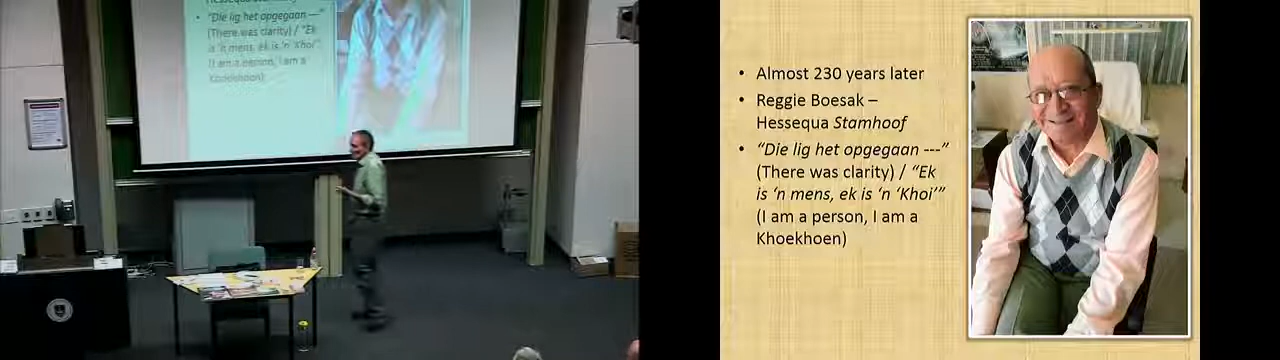 “Die lig het opgegaan ---”
(There was clarity) / “Ek
is ‘n mens, ek is ‘n ‘Khoi’”
(I am a person, I am a
Khoekhoen)
• Almost 230 years later
• Reggie Boesak –
Hessequa Stamhoof
• “Die lig het opgegaan ---”
(There was clarity) / “Ek
is ‘n mens, ek is ‘n ‘Khoi’”
(I am a person, I am a
Khoekhoen)